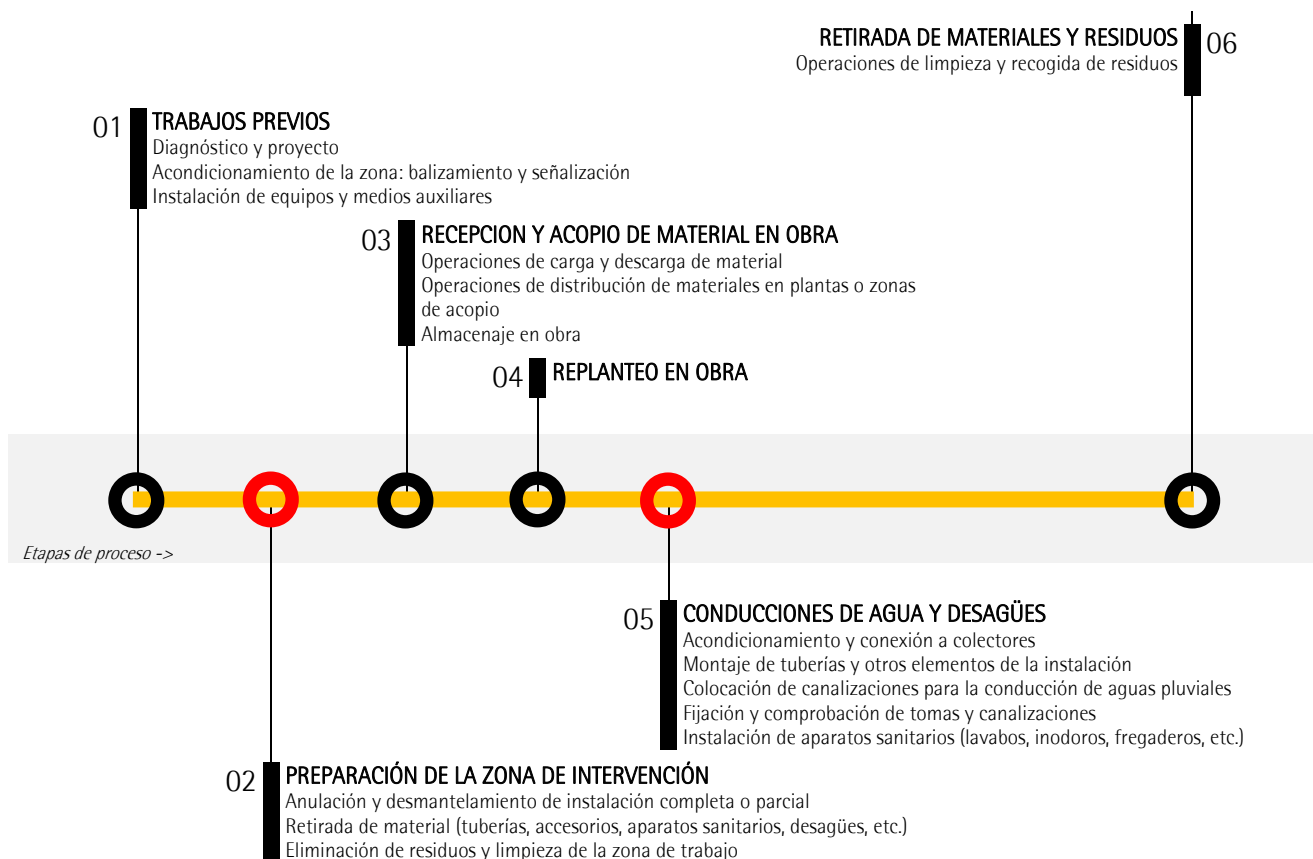 01
TRABAJOS PREVIOS
Diagnóstico y proyecto
Acondicionamiento de la zona: balizamiento y señalización
Instalación de equipos y medios auxiliares
02
PREPARACIÓN DE LA ZONA DE INTERVENCIÓN
Anulación y desmantelamiento de instalación completa o parcial
Retirada de material (tuberías, accesorios, aparatos sanitarios, desagües, etc.)
Eliminación de residuos y limpieza de la zona de trabajo
03
RECEPCION Y ACOPIO DE MATERIAL EN OBRA
Operaciones de carga y descarga de material
Operaciones de distribución de materiales en plantas o zonas
de acopio
Almacenaje en obra
04
REPLANTEO EN OBRA
05
CONDUCCIONES DE AGUA Y DESAGÜES
Acondicionamiento y conexión a colectores
Montaje de tuberías y otros elementos de la instalación
Colocación de canalizaciones para la conducción de aguas pluviales
Fijación y comprobación de tomas y canalizaciones
Instalación de aparatos sanitarios (lavabos, inodoros, fregaderos, etc.)
06
RETIRADA DE MATERIALES Y RESIDUOS
Operaciones de limpieza y recogida de residuos
Etapas de proceso ->